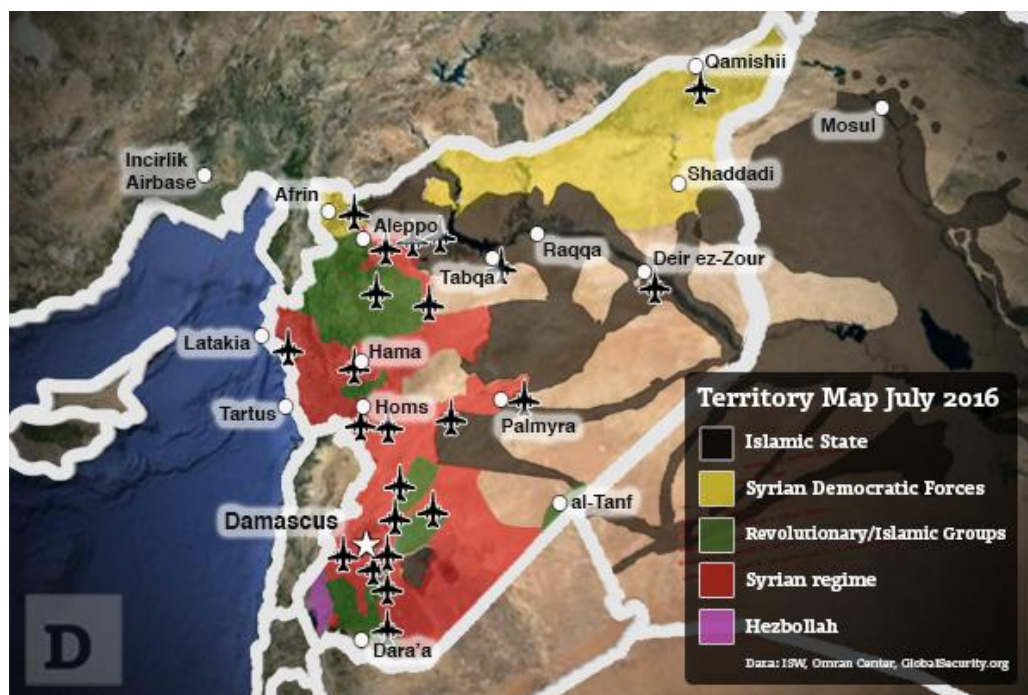 Qamishii
Mosul
Incirlik
Airbase
Shaddadi
Afrin
Aleppo
Raqqa
Deir ez-Zour
Tabqa
Latakia
Hama
Tartus
Homs
Palmyra
al-Tanf
Damascus
Dara'a
Territory Map July 2016
Islamic State
Syrian Democratic Forces
Revolutionary/Islamic Groups
Syrian regime
Hezbollah
Data: ISW, Omran Center, GlobalSecurity.org
D